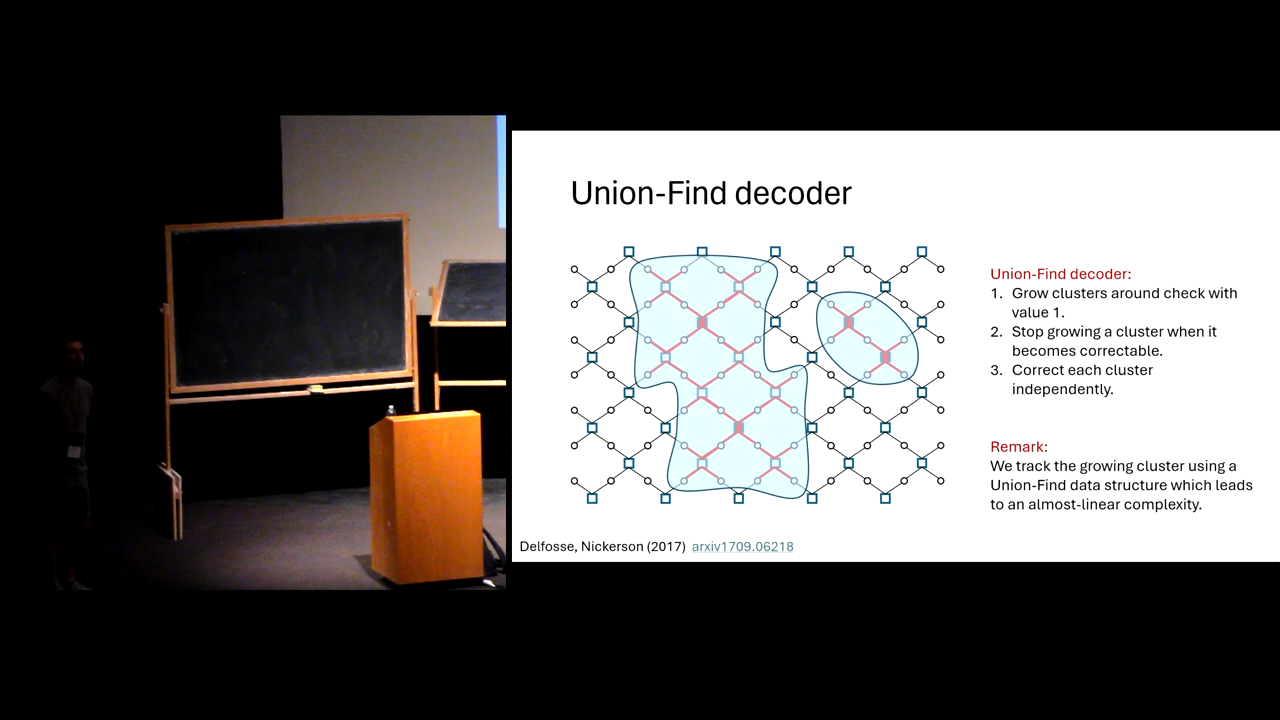 Union-Find decoder
Union-Find decoder:
1. Grow clusters around check with
value 1.
2. Stop growing a cluster when it
becomes correctable.
3. Correct each cluster
independently.
Remark:
We track the growing cluster using a
Union-Find data structure which leads
to an almost-linear complexity.
Delfosse, Nickerson (2017) arxiv1709.06218